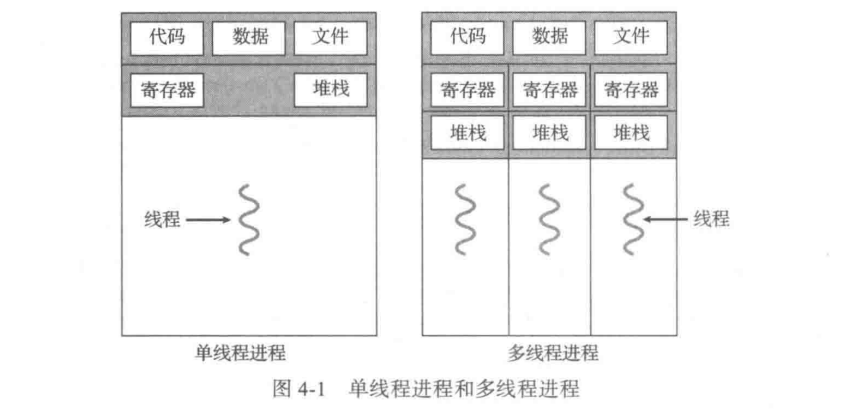 代码 数据 文件 代码 数据 文件
寄存器 堆栈 寄存器 寄存器 寄存器
堆栈 堆栈 堆栈
线程 线程
单线程进程 多线程进程
图 4-1 单线程进程和多线程进程